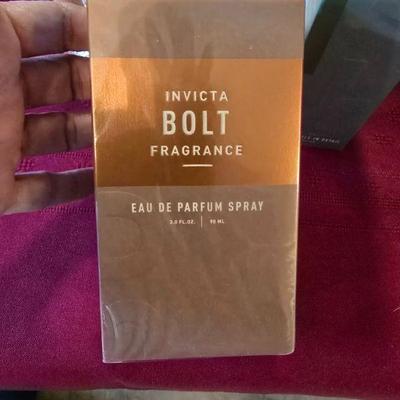 INVICTA
BOLT
FRAGRANCE
EAU DE PARFUM SPRAY
3.0 FL.OZ. | 90 ML